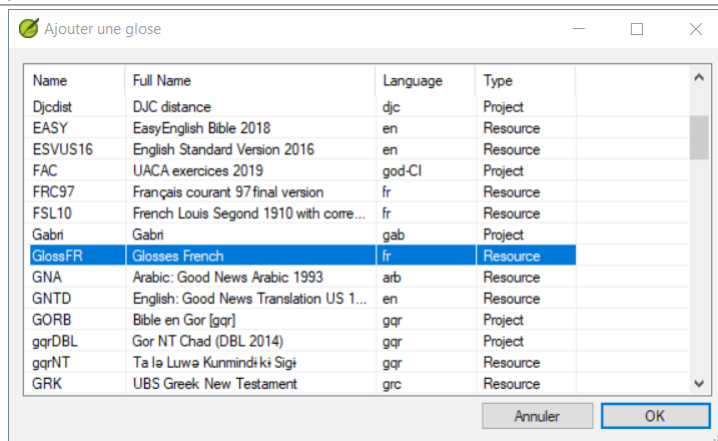 Ajouter une glose
Name Full Name Language Type
Djcdist DJC distance djc Project
EASY EasyEnglish Bible 2018 en Resource
ESVUS16 English Standard Version 2016 en Resource
FAC UACA exercices 2019 god-CI Project
FRC97 Français courant 97 final version fr Resource
FSL10 French Louis Segond 1910 with corre... fr Resource
Gabri Gabri gab Project
GlossFR Glosses French fr Resource
GNA Arabic: Good News Arabic 1993 arb Resource
GNTD English: Good News Translation US 1... en Resource
GORB Bible en Gor [gqr] gqr Project
gqrDBL Gor NT Chad (DBL 2014) gqr Project
gqrNT Ta lə Luwə Kunmindɨ kɨ Sigɨ gqr Resource
GRK UBS Greek New Testament grc Resource
Annuler OK